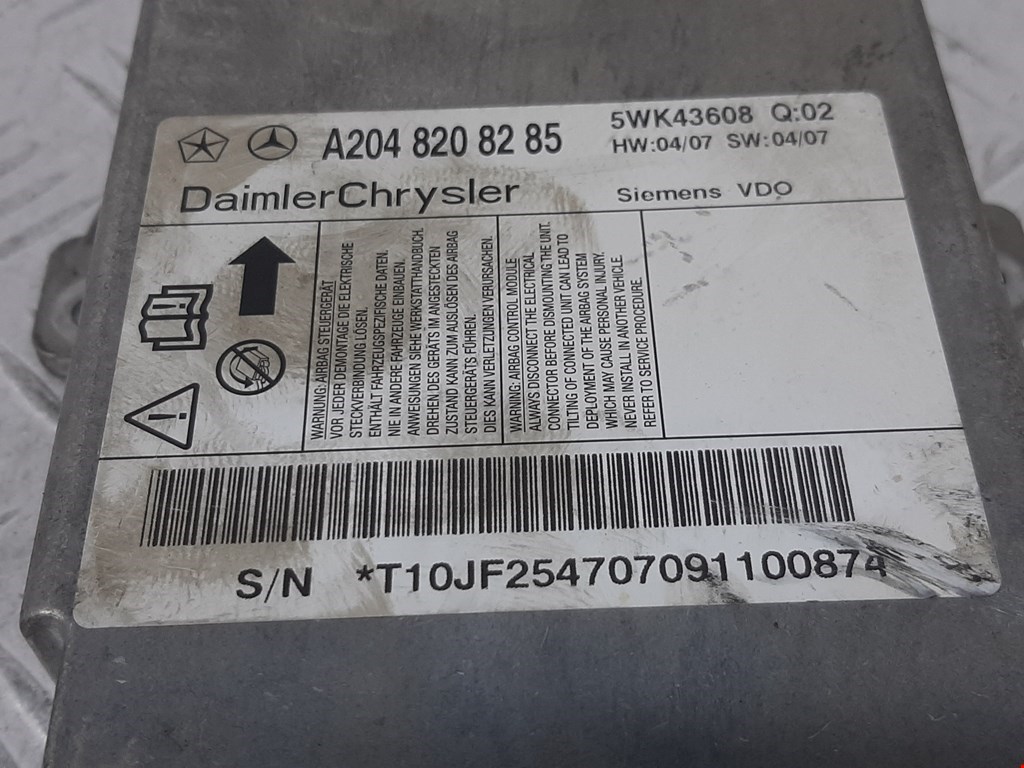 A204 820 82 85
5WK43608 Q:02
HW:04/07 SW:04/07
DaimlerChrysler
Siemens VDO
WARNUNG: AIRBAG STEUERGERÄT
VOR JEDER DEMONTAGE DIE ELEKTRISCHE
STECKVERBINDUNG LÖSEN.
ENTHÄLT FAHRZEUGSPEZIFISCHE DATEN.
NIE IN ANDERE FAHRZEUGE EINBAUEN.
ANWEISUNGEN SIEHE WERKSTATTHANDBUCH.
DREHEN DES GERÄTS IM ANGESTECKTEN
ZUSTAND KANN ZUM AUSLÖSEN DES AIRBAG
STEUERGERÄTS FÜHREN.
DIES KANN VERLETZUNGEN VERURSACHEN.
WARNING: AIRBAG CONTROL MODULE
ALWAYS DISCONNECT THE ELECTRICAL
CONNECTOR BEFORE DISMOUNTING THE UNIT.
TILTING OF CONNECTED UNIT CAN LEAD TO
DEPLOYMENT OF THE AIRBAG SYSTEM
WHICH MAY CAUSE PERSONAL INJURY.
NEVER INSTALL IN ANOTHER VEHICLE.
REFER TO SERVICE PROCEDURE.
S/N *T10JF254707091100874